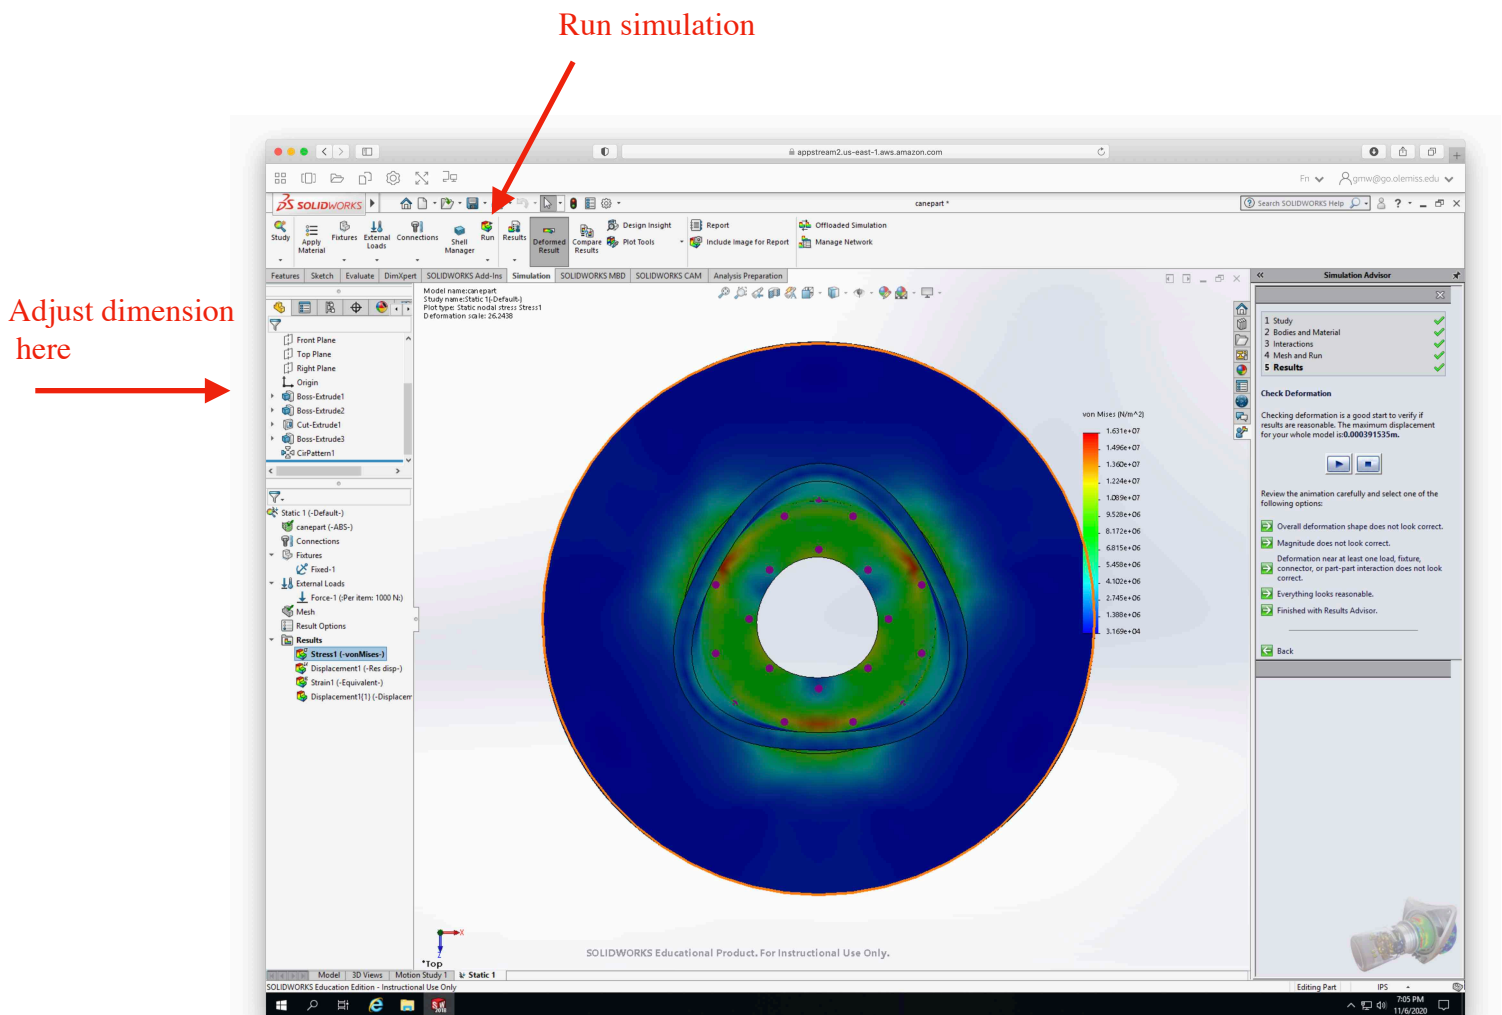 Run simulation
Adjust dimension
here
appstream2.us-east-1.aws.amazon.com
Fn
gmw@go.olemiss.edu
SOLIDWORKS
canepart *
Search SOLIDWORKS Help
Study
Apply
Material
Fixtures
External
Loads
Connections
Shell
Manager
Run
Results
Deformed
Result
Compare
Results
Design Insight
Plot Tools
Report
Include Image for Report
Offloaded Simulation
Manage Network
Features Sketch Evaluate DimXpert SOLIDWORKS Add-Ins Simulation SOLIDWORKS MBD SOLIDWORKS CAM Analysis Preparation
Model name:canepart
Study name:Static 1(-Default-)
Plot type: Static nodal stress Stress1
Deformation scale: 26.2438
Front Plane
Top Plane
Right Plane
Origin
Boss-Extrude1
Boss-Extrude2
Cut-Extrude1
Boss-Extrude3
CirPattern1
Static 1 (-Default-)
canepart (-ABS-)
Connections
Fixtures
Fixed-1
External Loads
Force-1 (:Per item: 1000 N:)
Mesh
Result Options
Results
Stress1 (-vonMises-)
Displacement1 (-Res disp-)
Strain1 (-Equivalent-)
Displacement1{1} (-Displacem
von Mises (N/m^2)
1.631e+07
1.496e+07
1.360e+07
1.224e+07
1.089e+07
9.528e+06
8.172e+06
6.815e+06
5.458e+06
4.102e+06
2.745e+06
1.388e+06
3.169e+04
Simulation Advisor
1 Study
2 Bodies and Material
3 Interactions
4 Mesh and Run
5 Results
Check Deformation
Checking deformation is a good start to verify if
results are reasonable. The maximum displacement
for your whole model is:0.000391535m.
Review the animation carefully and select one of the
following options:
Overall deformation shape does not look correct.
Magnitude does not look correct.
Deformation near at least one load, fixture,
connector, or part-part interaction does not look
correct.
Everything looks reasonable.
Finished with Results Advisor.
Back
X
Z
*Top
SOLIDWORKS Educational Product. For Instructional Use Only.
Model 3D Views Motion Study 1 Static 1
SOLIDWORKS Education Edition - Instructional Use Only
Editing Part
IPS
7:05 PM
11/6/2020